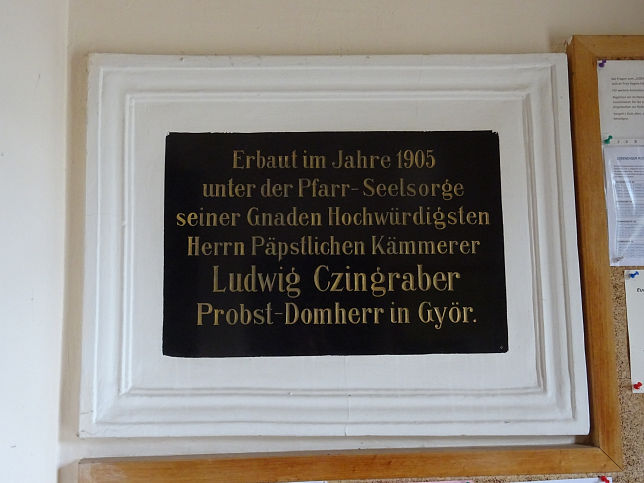 Erbaut im Jahre 1905
unter der Pfarr-Seelsorge
seiner Gnaden Hochwürdigsten
Herrn Päpstlichen Kämmerer
Ludwig Czingraber
Probst-Domherr in Györ.